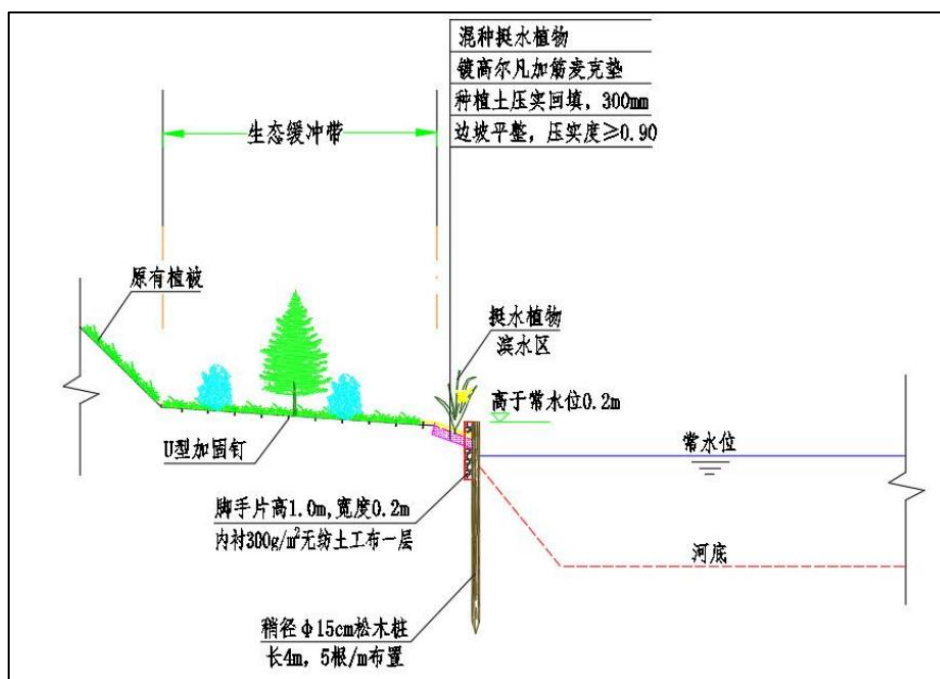 混种挺水植物
镀高尔凡加筋麦克垫
种植土压实回填，300mm
边坡平整，压实度≥0.90
生态缓冲带
原有植被
挺水植物
滨水区
高于常水位0.2m
常水位
U型加固钉
脚手片高1.0m,宽度0.2m
内衬300g/m²无纺土工布一层
河底
稍径Φ15cm松木桩
长4m，5根/m布置